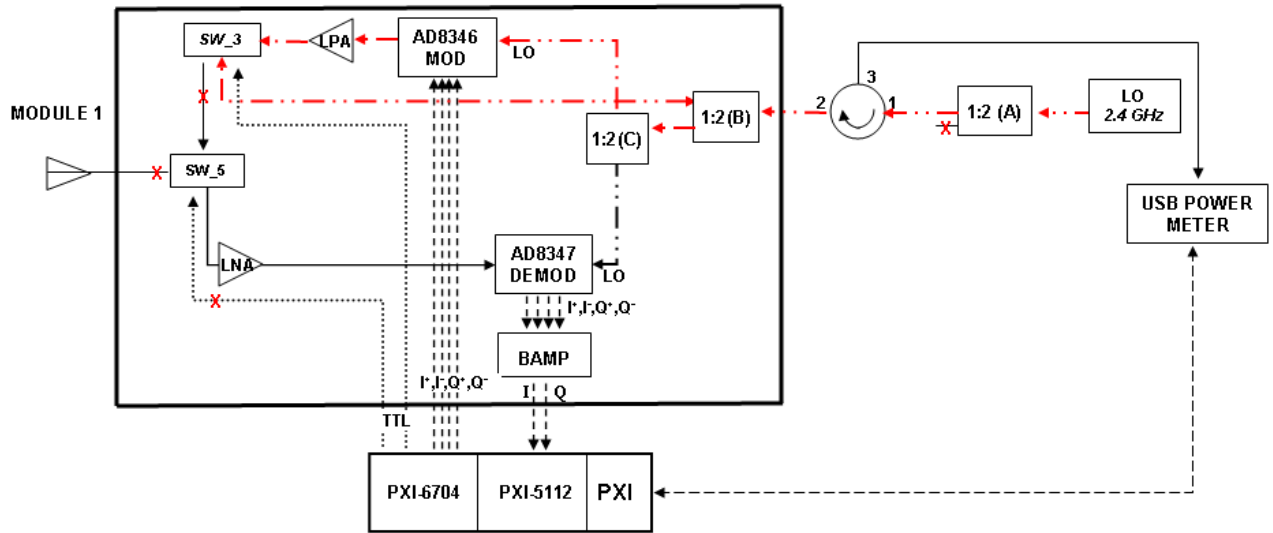 SW_3
LPA
AD8346
MOD
LO
3
2
1
1:2 (A)
LO
2.4 GHz
1:2 (B)
MODULE 1
1:2 (C)
X
X
X
SW_5
USB POWER
METER
LNA
AD8347
DEMOD
LO
X
I⁺,I⁻,Q⁺,Q⁻
BAMP
I⁺,I⁻,Q⁺,Q⁻
I Q
TTL
PXI-6704
PXI-5112
PXI